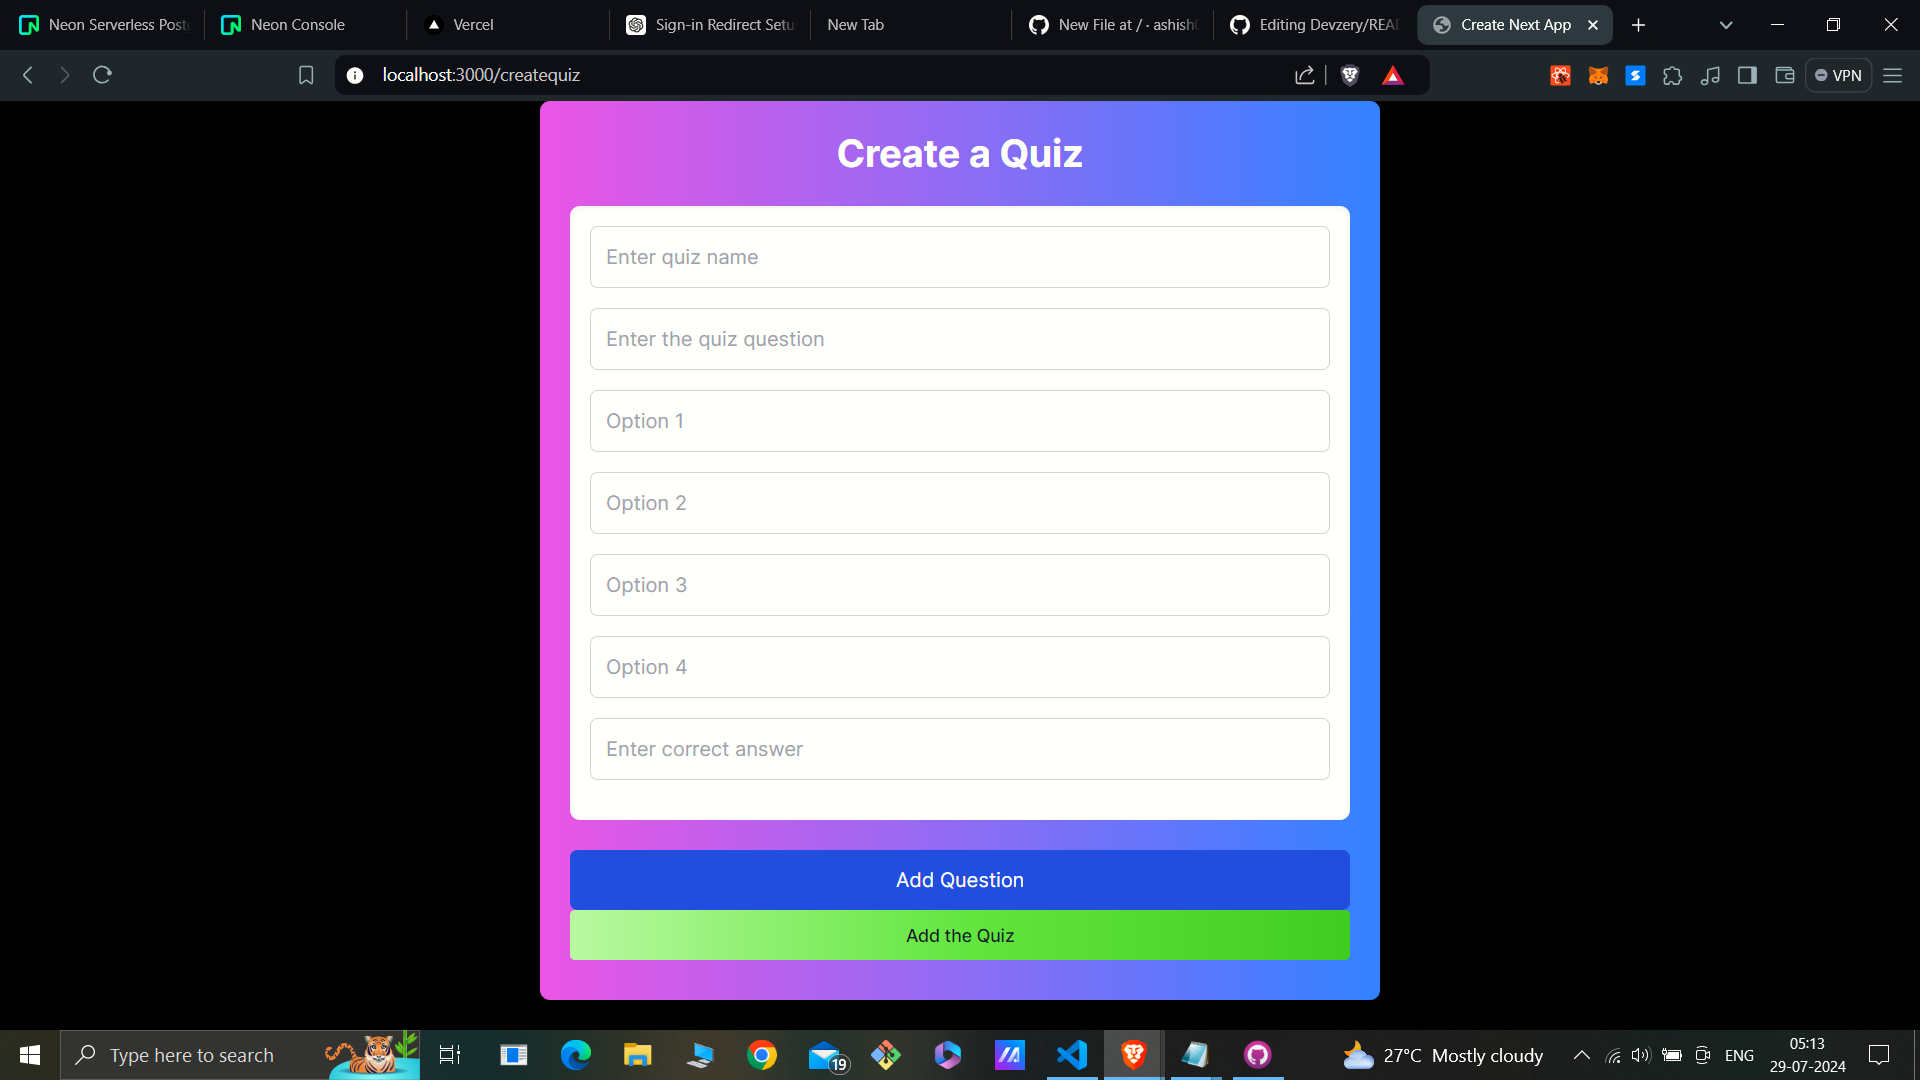 Neon Serverless Post
Neon Console
Vercel
Sign-in Redirect Setu
New Tab
New File at / · ashish
Editing Devzery/REA
Create Next App
localhost:3000/createquiz
VPN
Create a Quiz
Enter quiz name
Enter the quiz question
Option 1
Option 2
Option 3
Option 4
Enter correct answer
Add Question
Add the Quiz
Type here to search
19
27°C Mostly cloudy
ENG
05:13
29-07-2024